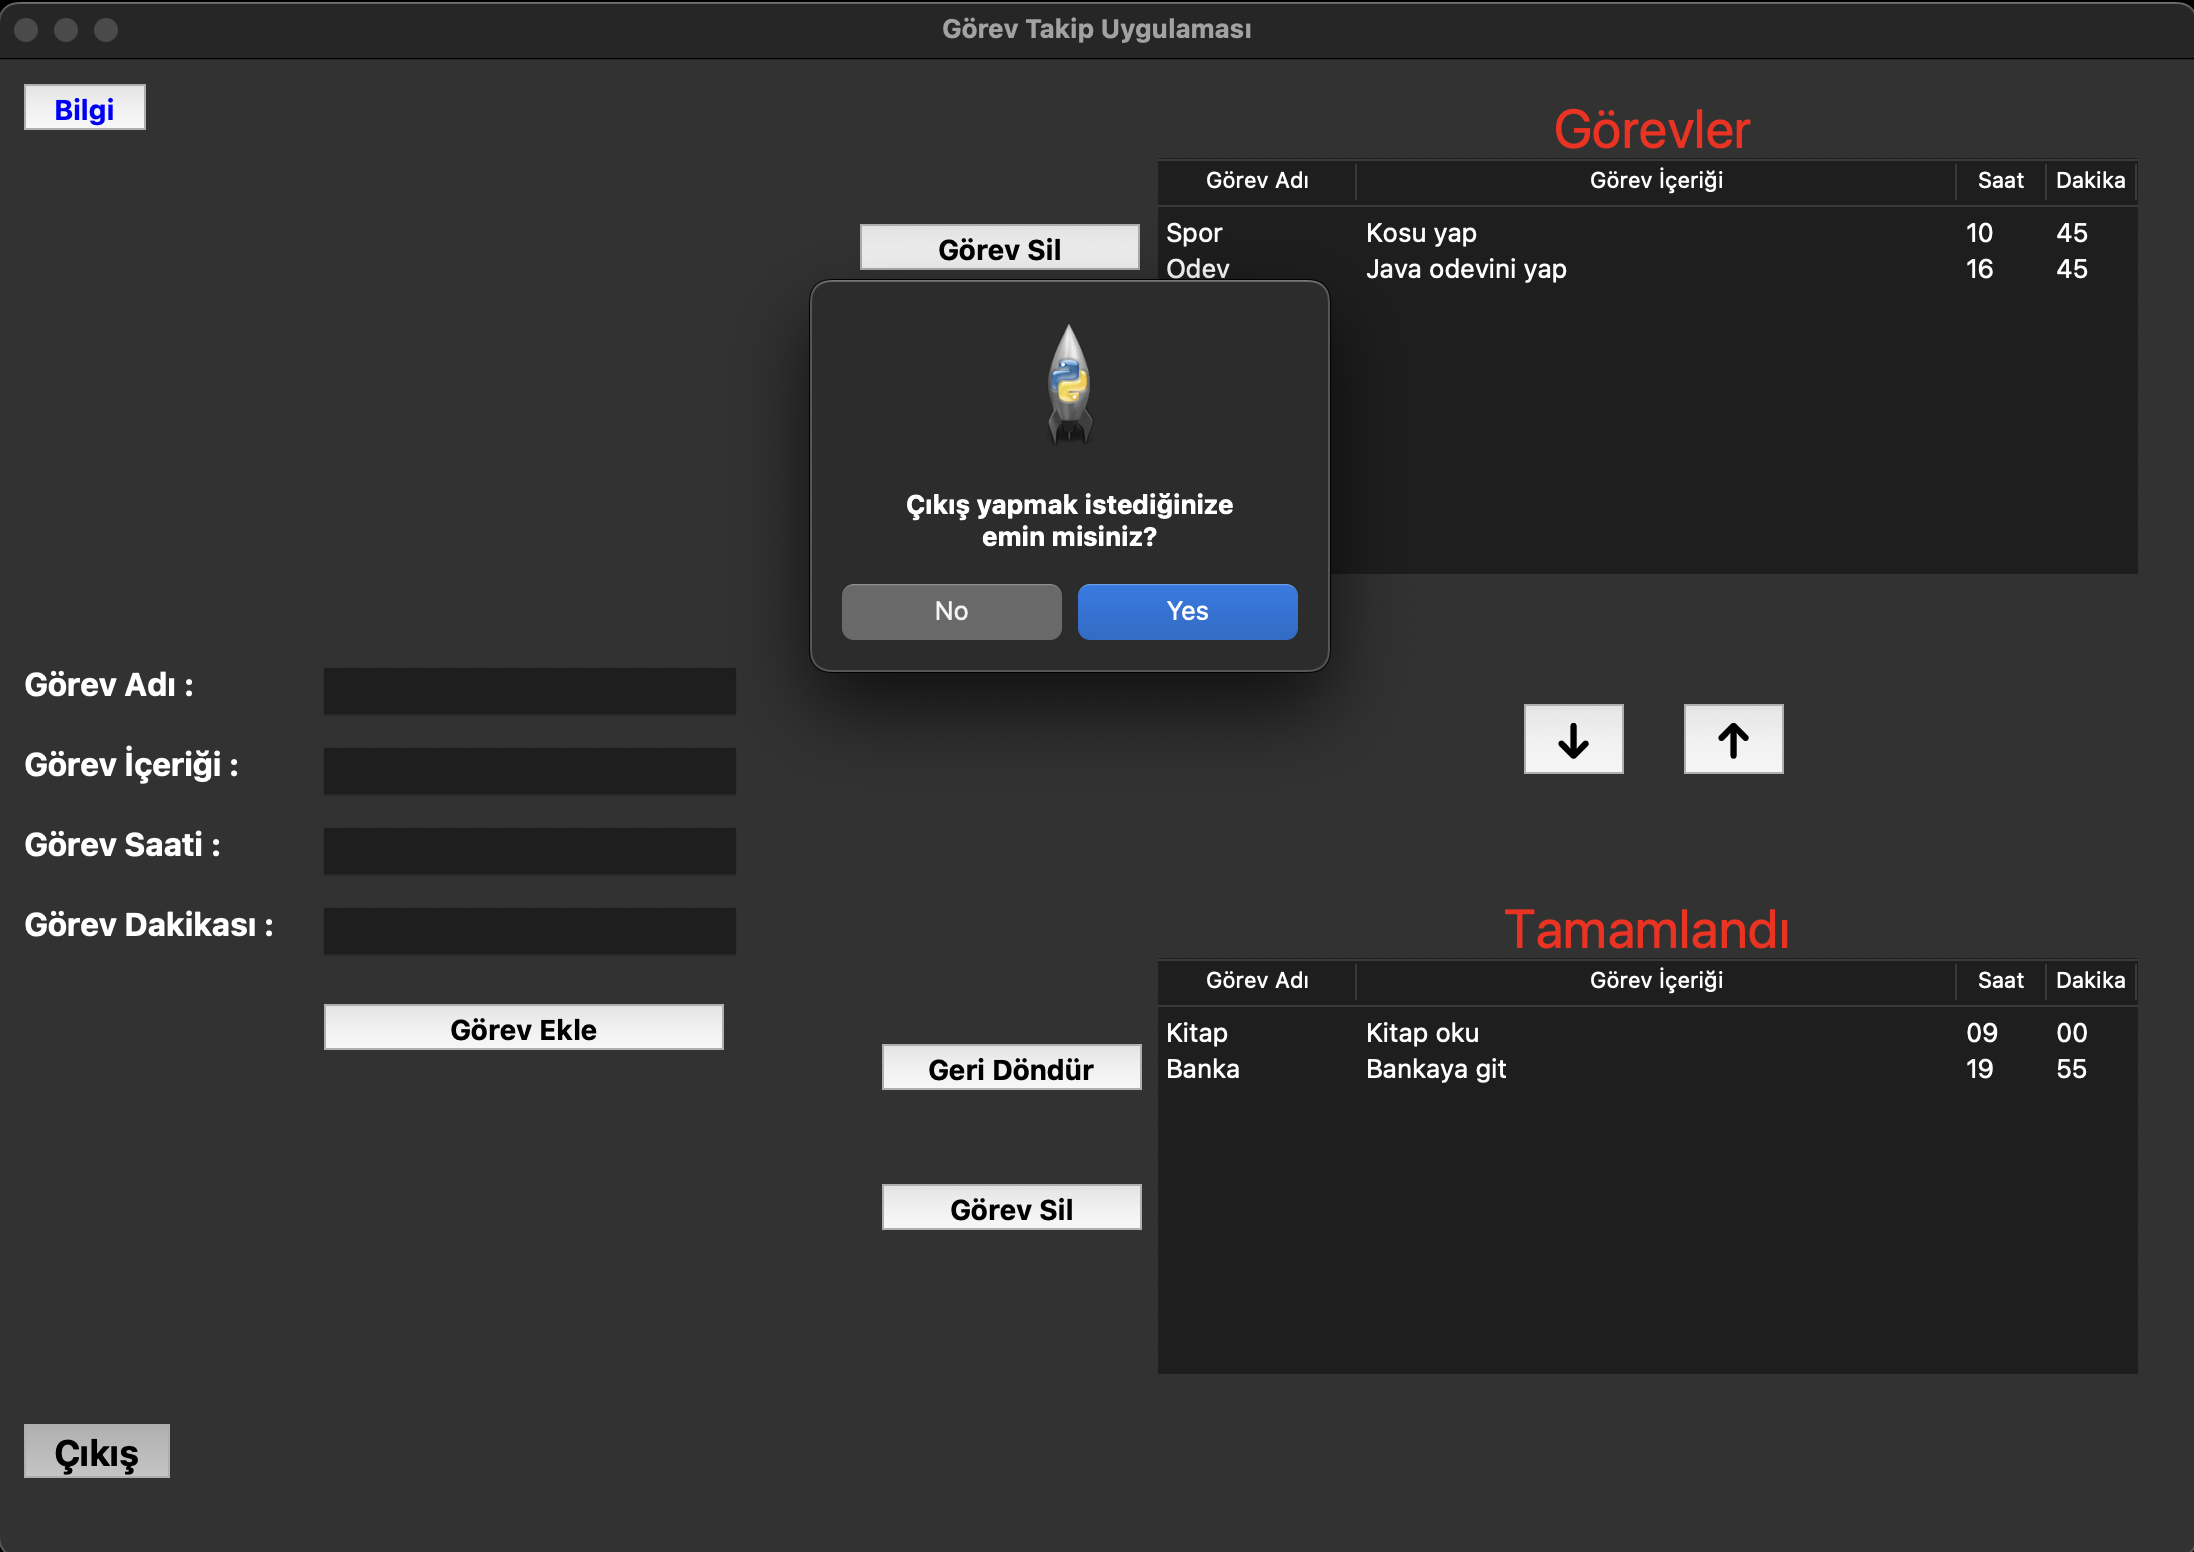 Görev Takip Uygulaması
Bilgi
Görevler
Görev Adı Görev İçeriği Saat Dakika
Spor Kosu yap 10 45
Odev Java odevini yap 16 45
Görev Sil
Çıkış yapmak istediğinize
emin misiniz?
No Yes
Görev Adı :
Görev İçeriği :
Görev Saati :
Görev Dakikası :
Görev Ekle
↓ ↑
Tamamlandı
Görev Adı Görev İçeriği Saat Dakika
Kitap Kitap oku 09 00
Banka Bankaya git 19 55
Geri Döndür
Görev Sil
Çıkış